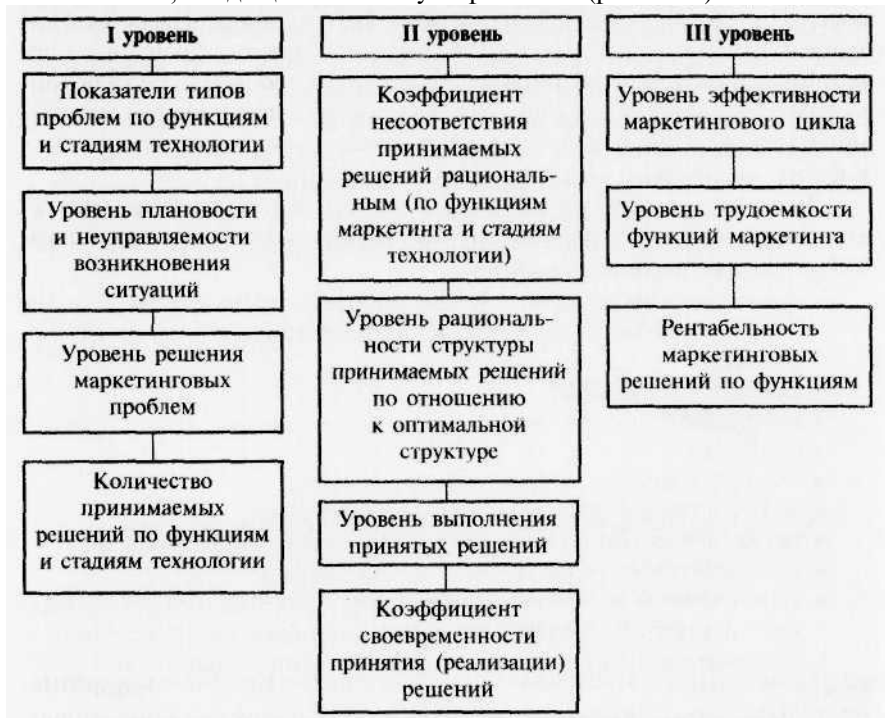 I уровень
Показатели типов
проблем по функциям
и стадиям технологии
Уровень плановости
и неуправляемости
возникновения
ситуаций
Уровень решения
маркетинговых
проблем
Количество
принимаемых
решений по функциям
и стадиям технологии
II уровень
Коэффициент
несоответствия
принимаемых
решений рациональ-
ным (по функциям
маркетинга и стадиям
технологии)
Уровень рациональ-
ности структуры
принимаемых решений
по отношению
к оптимальной
структуре
Уровень выполнения
принятых решений
Коэффициент
своевременности
принятия (реализации)
решений
III уровень
Уровень эффективности
маркетингового цикла
Уровень трудоемкости
функций маркетинга
Рентабельность
маркетинговых
решений по функциям